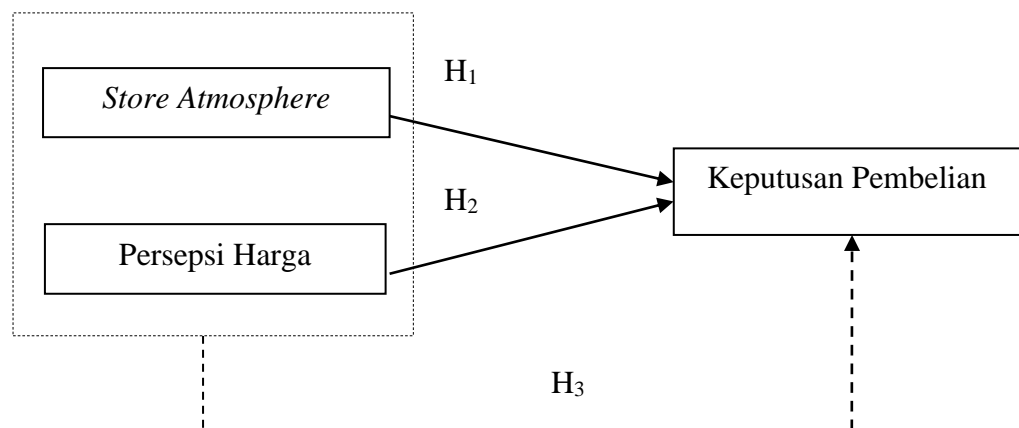 H₁
Store Atmosphere
Keputusan Pembelian
H₂
Persepsi Harga
H₃